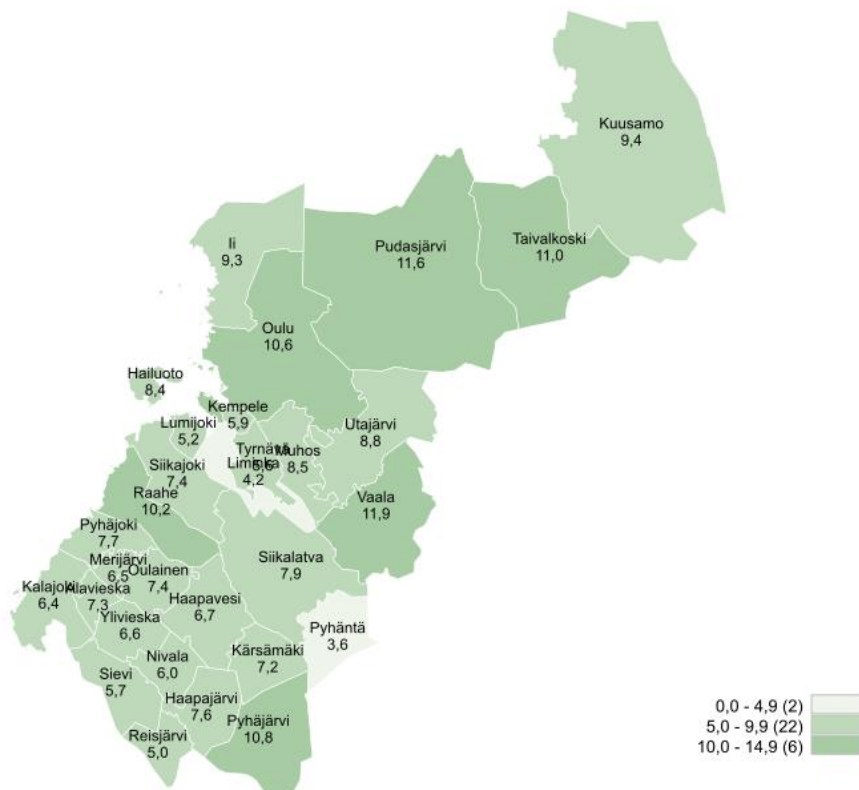 Kuusamo
9,4
Taivalkoski
11,0
Pudasjärvi
11,6
Ii
9,3
Oulu
10,6
Hailuoto
8,4
Kempele
5,9
Lumijoki
5,2
Utajärvi
8,8
Tyrnävä
Muhos
8,5
Liminka
4,2
Siikajoki
7,4
Raahe
10,2
Vaala
11,9
Pyhäjoki
7,7
Siikalatva
7,9
Merijärvi
6,5
Oulainen
7,4
Kalajoki
6,4
Alavieska
7,3
Haapavesi
6,7
Ylivieska
6,6
Pyhäntä
3,6
Kärsämäki
7,2
Nivala
6,0
Sievi
5,7
Haapajärvi
7,6
Pyhäjärvi
10,8
Reisjärvi
5,0
0,0 - 4,9 (2)
5,0 - 9,9 (22)
10,0 - 14,9 (6)